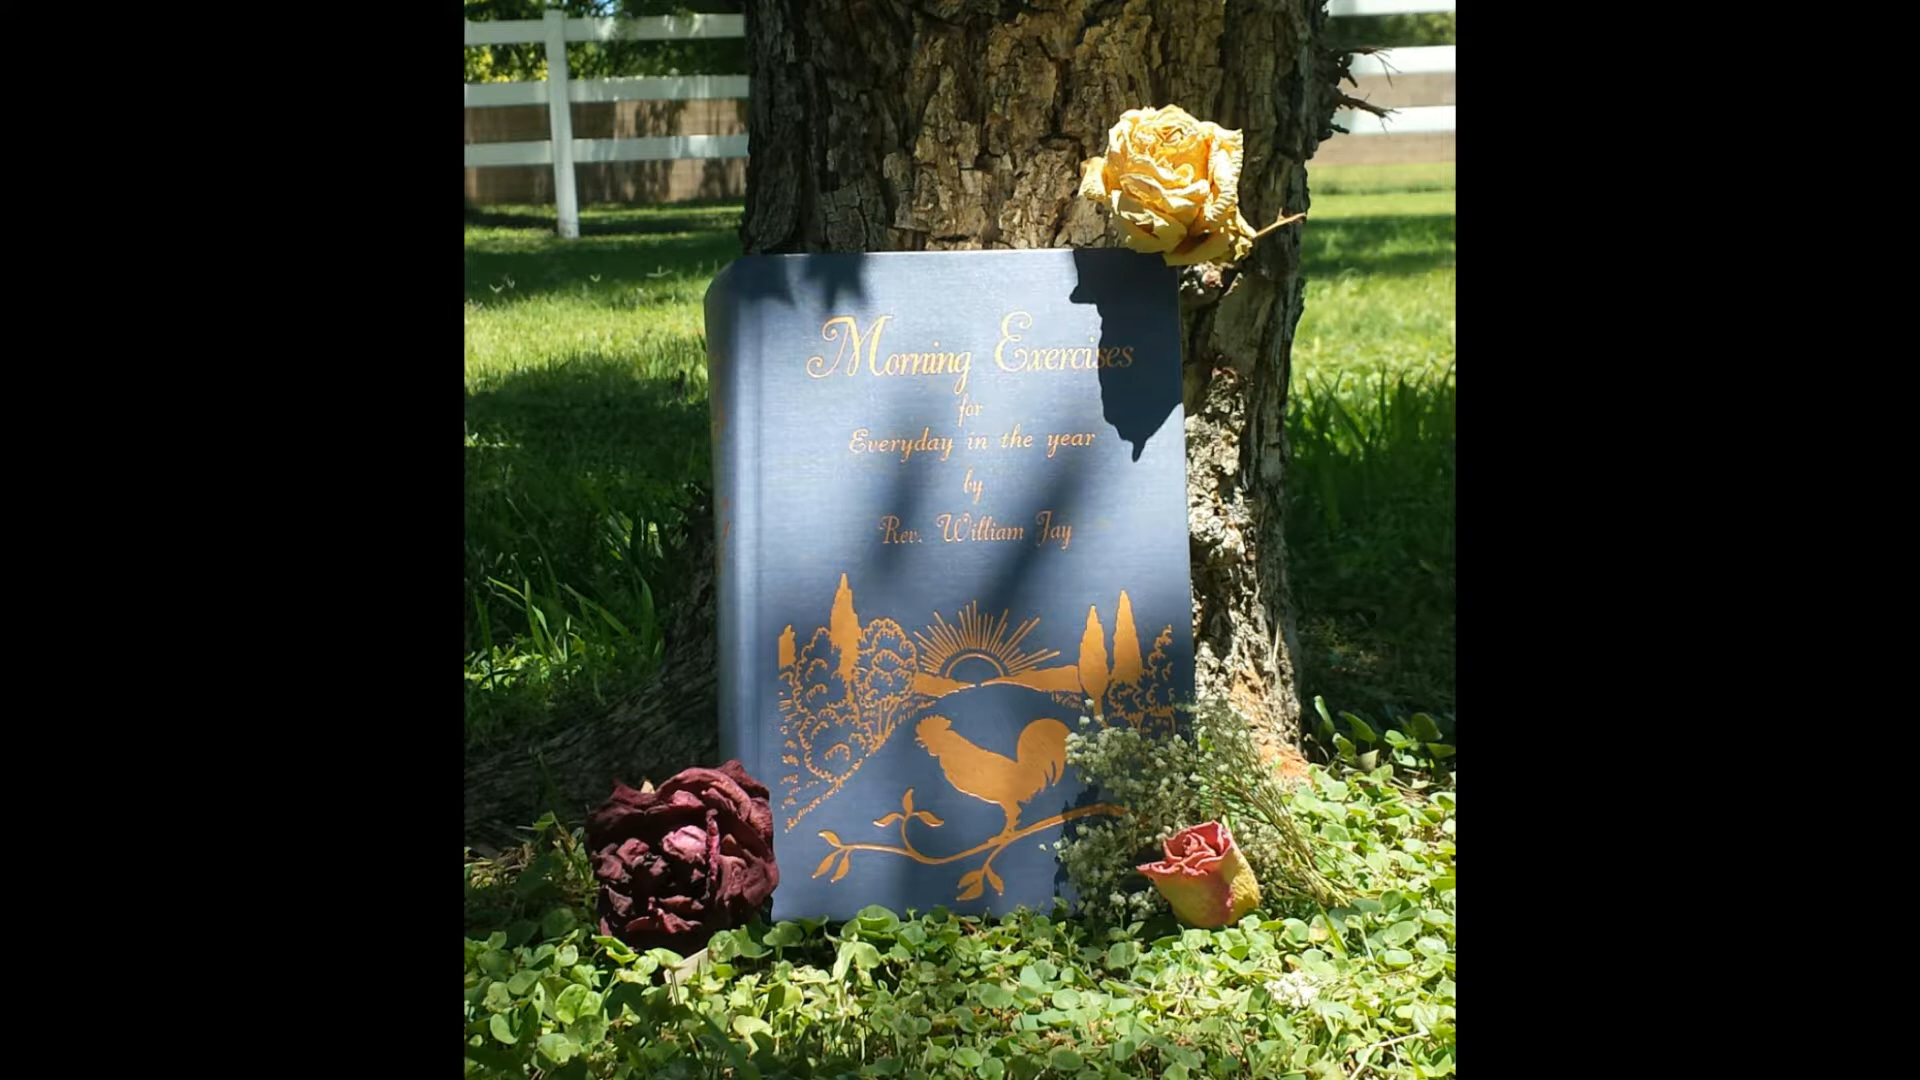 Morning Exercises
for
Everyday in the year
by
Rev. William Jay